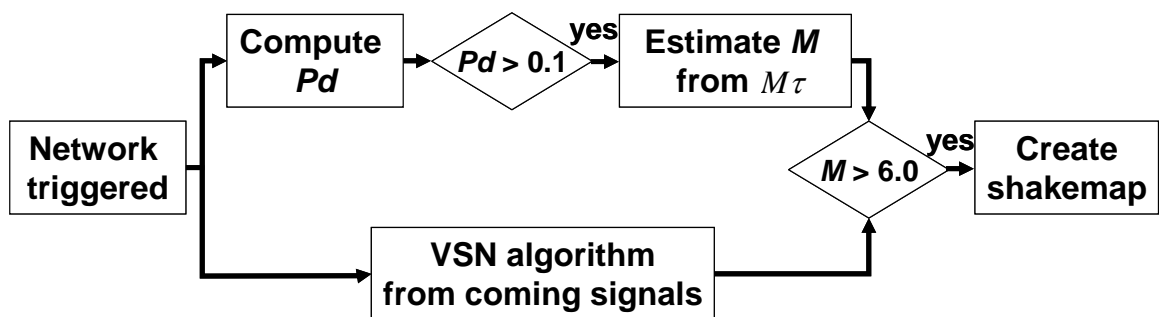 Network
triggered
Compute
Pd
Pd > 0.1
yes
Estimate M
from Mτ
M > 6.0
yes
Create
shakemap
VSN algorithm
from coming signals